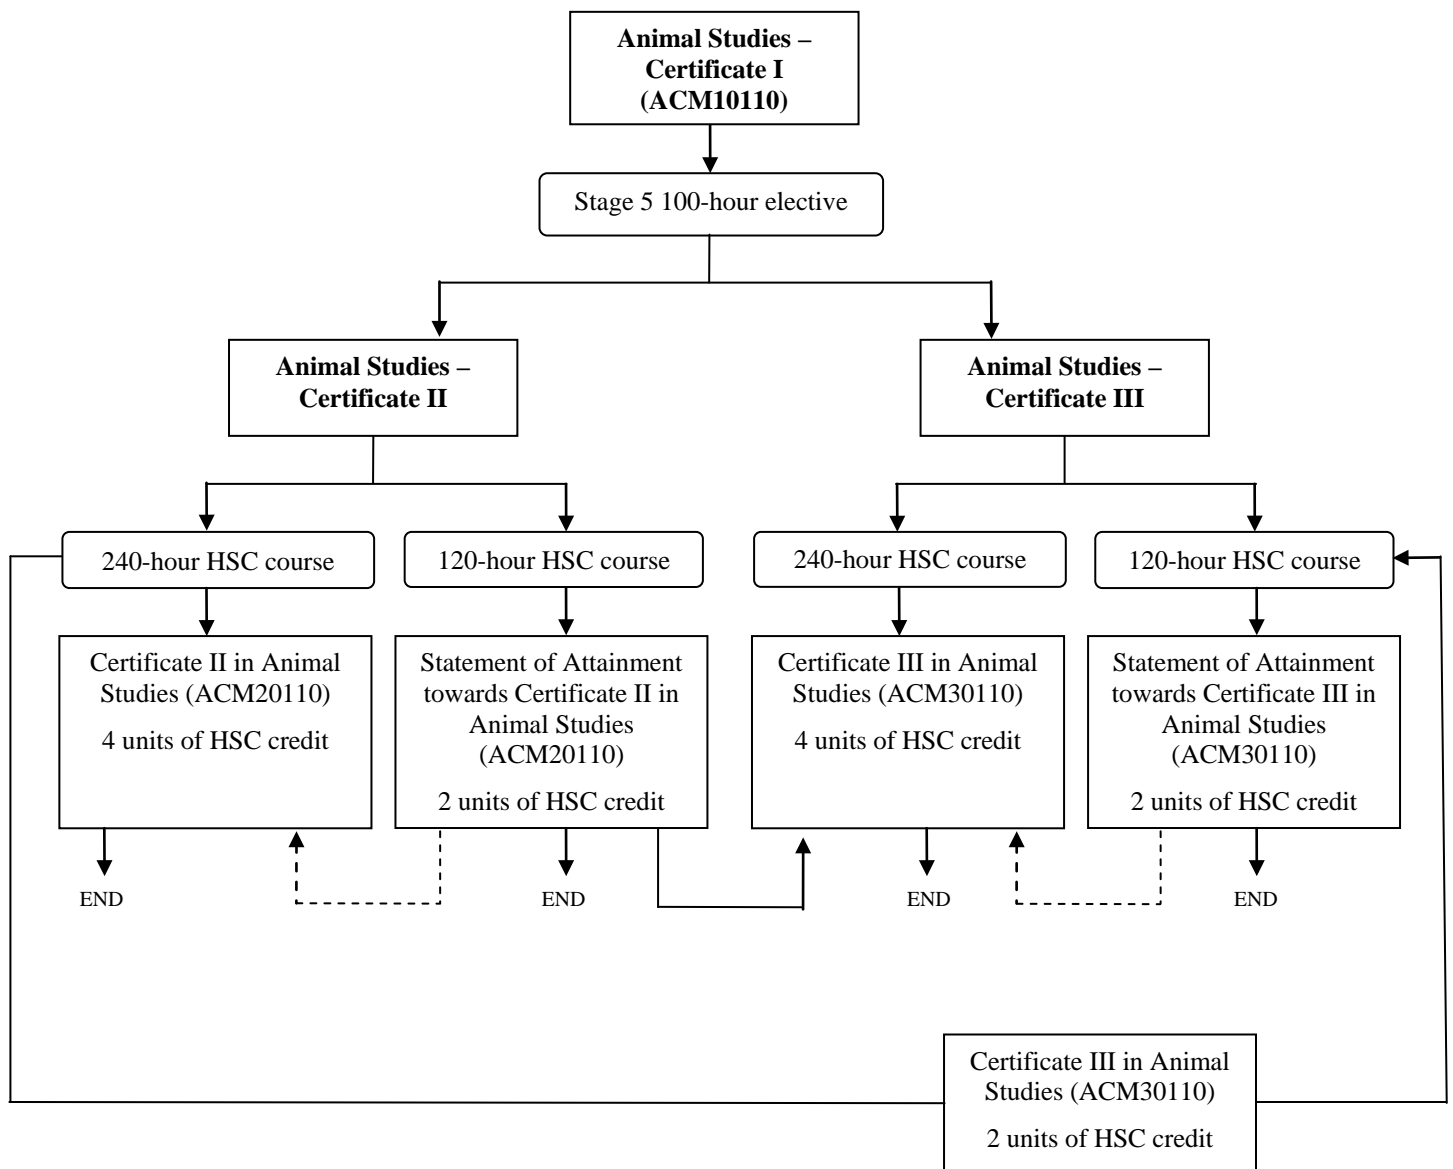 Animal Studies –
Certificate I
(ACM10110)
Stage 5 100-hour elective
Animal Studies –
Certificate II
Animal Studies –
Certificate III
240-hour HSC course
120-hour HSC course
240-hour HSC course
120-hour HSC course
Certificate II in Animal
Studies (ACM20110)
4 units of HSC credit
Statement of Attainment
towards Certificate II in
Animal Studies
(ACM20110)
2 units of HSC credit
Certificate III in Animal
Studies (ACM30110)
4 units of HSC credit
Statement of Attainment
towards Certificate III in
Animal Studies
(ACM30110)
2 units of HSC credit
END
END
END
END
Certificate III in Animal
Studies (ACM30110)
2 units of HSC credit